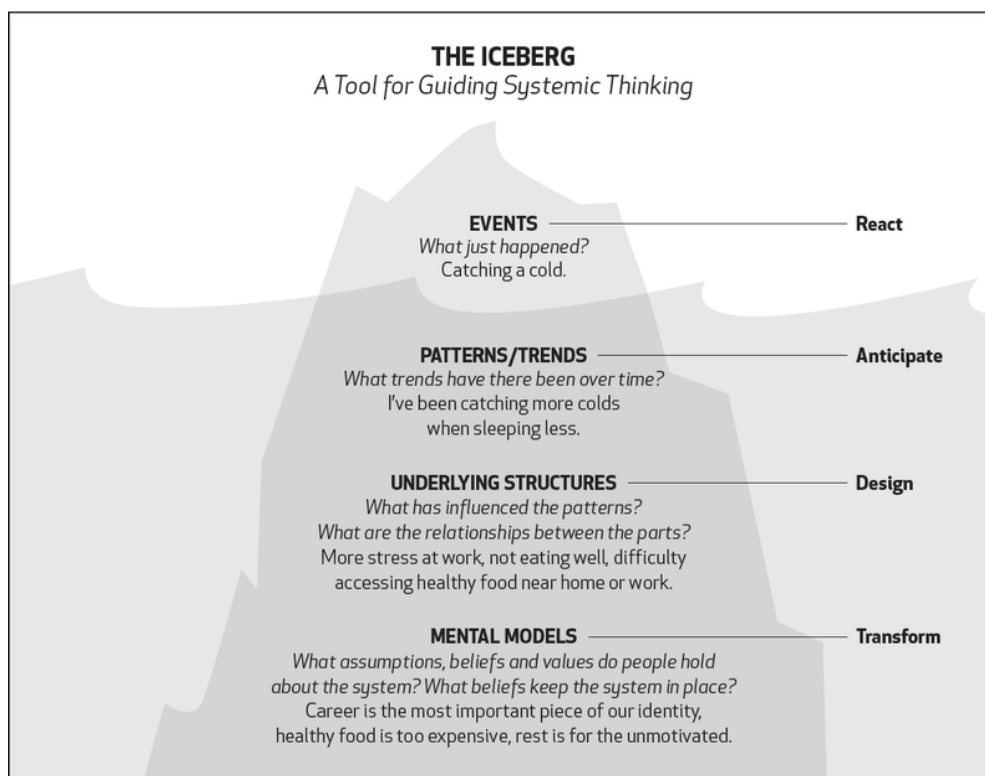 THE ICEBERG
A Tool for Guiding Systemic Thinking
EVENTS React
What just happened?
Catching a cold.
PATTERNS/TRENDS Anticipate
What trends have there been over time?
I've been catching more colds
when sleeping less.
UNDERLYING STRUCTURES Design
What has influenced the patterns?
What are the relationships between the parts?
More stress at work, not eating well, difficulty
accessing healthy food near home or work.
MENTAL MODELS Transform
What assumptions, beliefs and values do people hold
about the system? What beliefs keep the system in place?
Career is the most important piece of our identity,
healthy food is too expensive, rest is for the unmotivated.